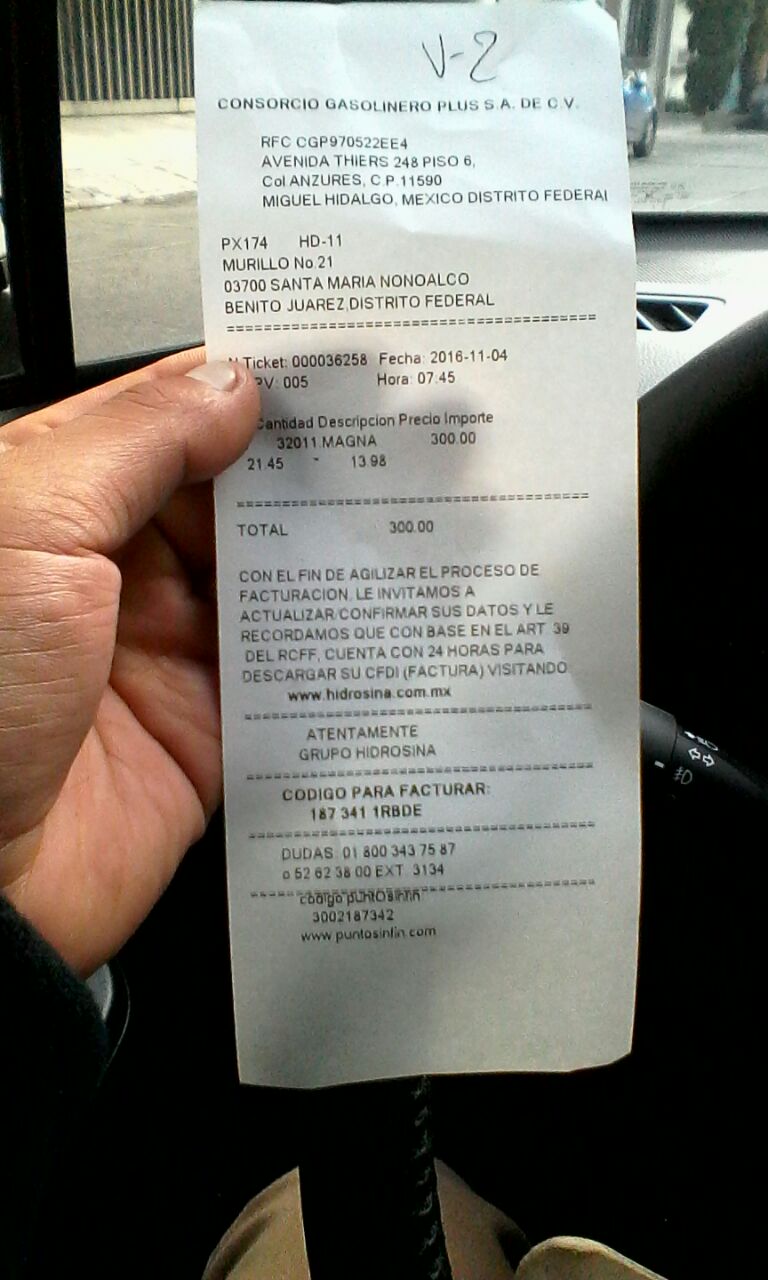 V-2
CONSORCIO GASOLINERO PLUS S.A. DE C.V.
RFC CGP970522EE4
AVENIDA THIERS 248 PISO 6,
Col ANZURES, C.P. 11590
MIGUEL HIDALGO, MEXICO DISTRITO FEDERAl
PX174 HD-11
MURILLO No.21
03700 SANTA MARIA NONOALCO
BENITO JUAREZ,DISTRITO FEDERAL
========================================
Ticket: 000036258 Fecha: 2016-11-04
PV: 005 Hora: 07:45
Cantidad Descripcion Precio Importe
32011 MAGNA 300.00
21.45 - 13.98
========================================
TOTAL 300.00
CON EL FIN DE AGILIZAR EL PROCESO DE
FACTURACION, LE INVITAMOS A
ACTUALIZAR/CONFIRMAR SUS DATOS Y LE
RECORDAMOS QUE CON BASE EN EL ART. 39
DEL RCFF, CUENTA CON 24 HORAS PARA
DESCARGAR SU CFDI (FACTURA) VISITANDO:
www.hidrosina.com.mx
========================================
ATENTAMENTE
GRUPO HIDROSINA
========================================
CODIGO PARA FACTURAR:
187 341 1RBDE
========================================
DUDAS: 01 800 343 75 87
o 52 62 38 00 EXT. 3134
========================================
codigo puntosinfin
3002187342
www.puntosinfin.com